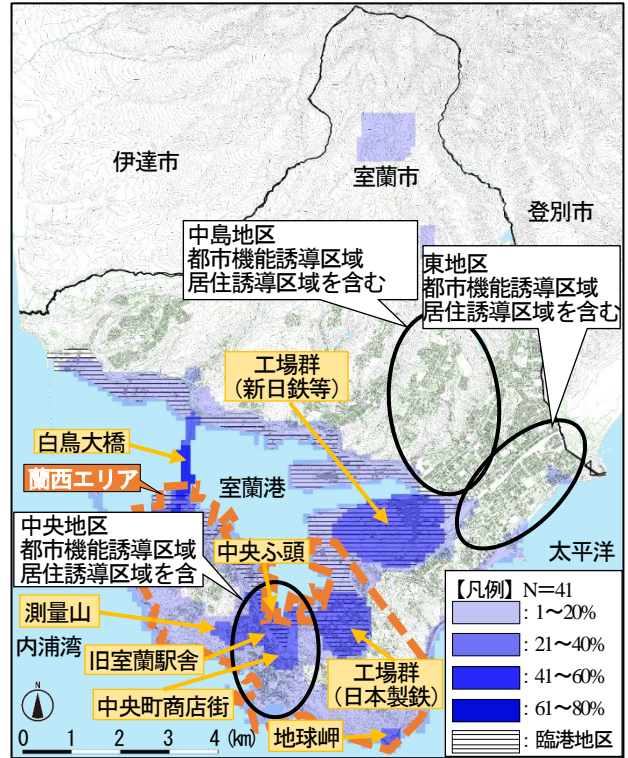 伊達市
室蘭市
登別市
中島地区
都市機能誘導区域
居住誘導区域を含む
東地区
都市機能誘導区域
居住誘導区域を含む
工場群
(新日鉄等)
白鳥大橋
蘭西エリア
室蘭港
中央地区
都市機能誘導区域
居住誘導区域を含
中央ふ頭
太平洋
測量山
内浦湾
旧室蘭駅舎
中央町商店街
工場群
(日本製鉄)
地球岬
【凡例】 N=41
: 1~20%
: 21~40%
: 41~60%
: 61~80%
: 臨港地区
N
0 1 2 3 4 (km)